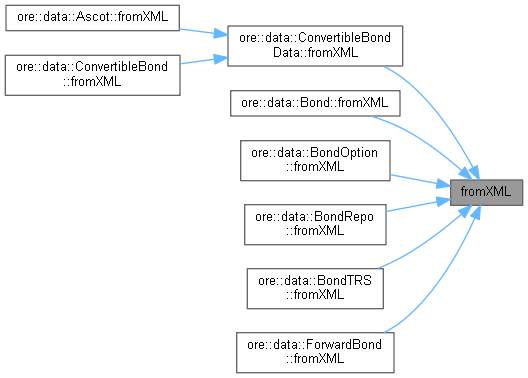 ore::data::Ascot::fromXML
ore::data::ConvertibleBond
::fromXML
ore::data::ConvertibleBond
Data::fromXML
ore::data::Bond::fromXML
ore::data::BondOption
::fromXML
ore::data::BondRepo
::fromXML
ore::data::BondTRS
::fromXML
ore::data::ForwardBond
::fromXML
fromXML